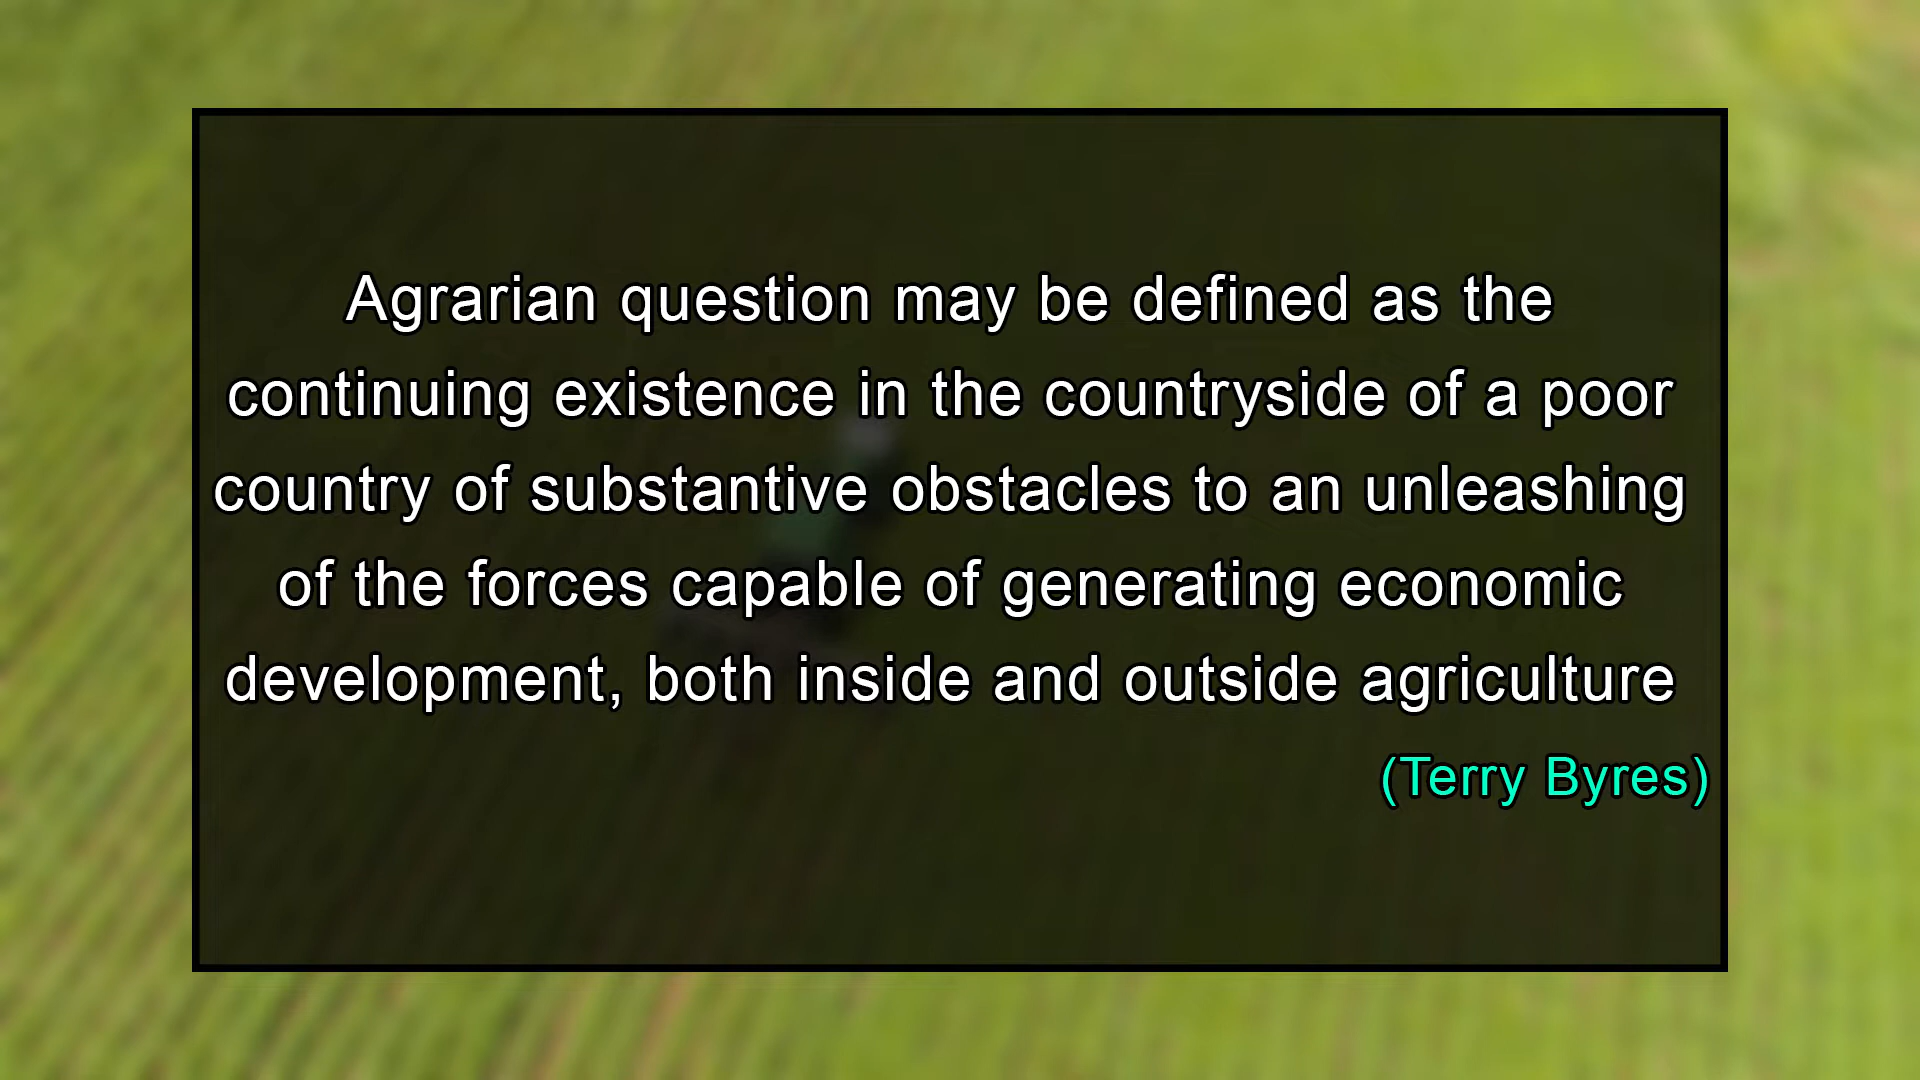 Agrarian question may be defined as the
continuing existence in the countryside of a poor
country of substantive obstacles to an unleashing
of the forces capable of generating economic
development, both inside and outside agriculture
(Terry Byres)